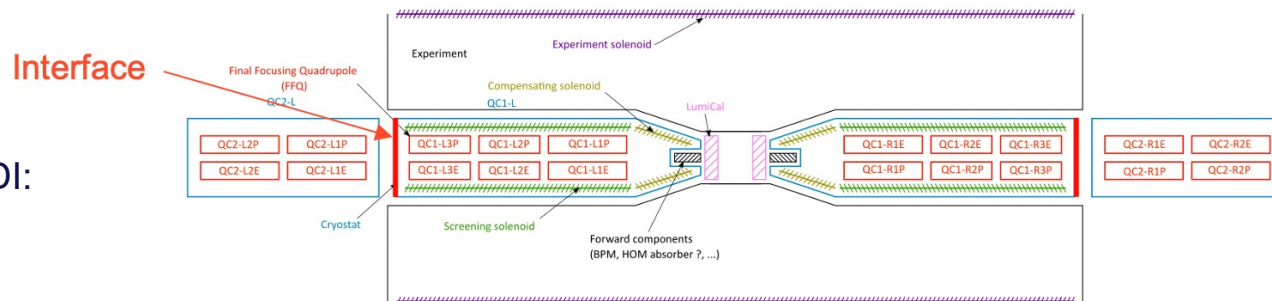 Experiment solenoid
Experiment
Interface
Final Focusing Quadrupole
(FFQ)
QC2-L
Compensating solenoid
QC1-L
LumiCal
QC2-L2P
QC2-L1P
QC1-L3P
QC1-L2P
QC1-L1P
QC1-R1E
QC1-R2E
QC1-R3E
QC2-R1E
QC2-R2E
QC2-L2E
QC2-L1E
QC1-L3E
QC1-L2E
QC1-L1E
QC1-R1P
QC1-R2P
QC1-R3P
QC2-R1P
QC2-R2P
DI:
Cryostat
Screening solenoid
Forward components
(BPM, HOM absorber ?, ...)